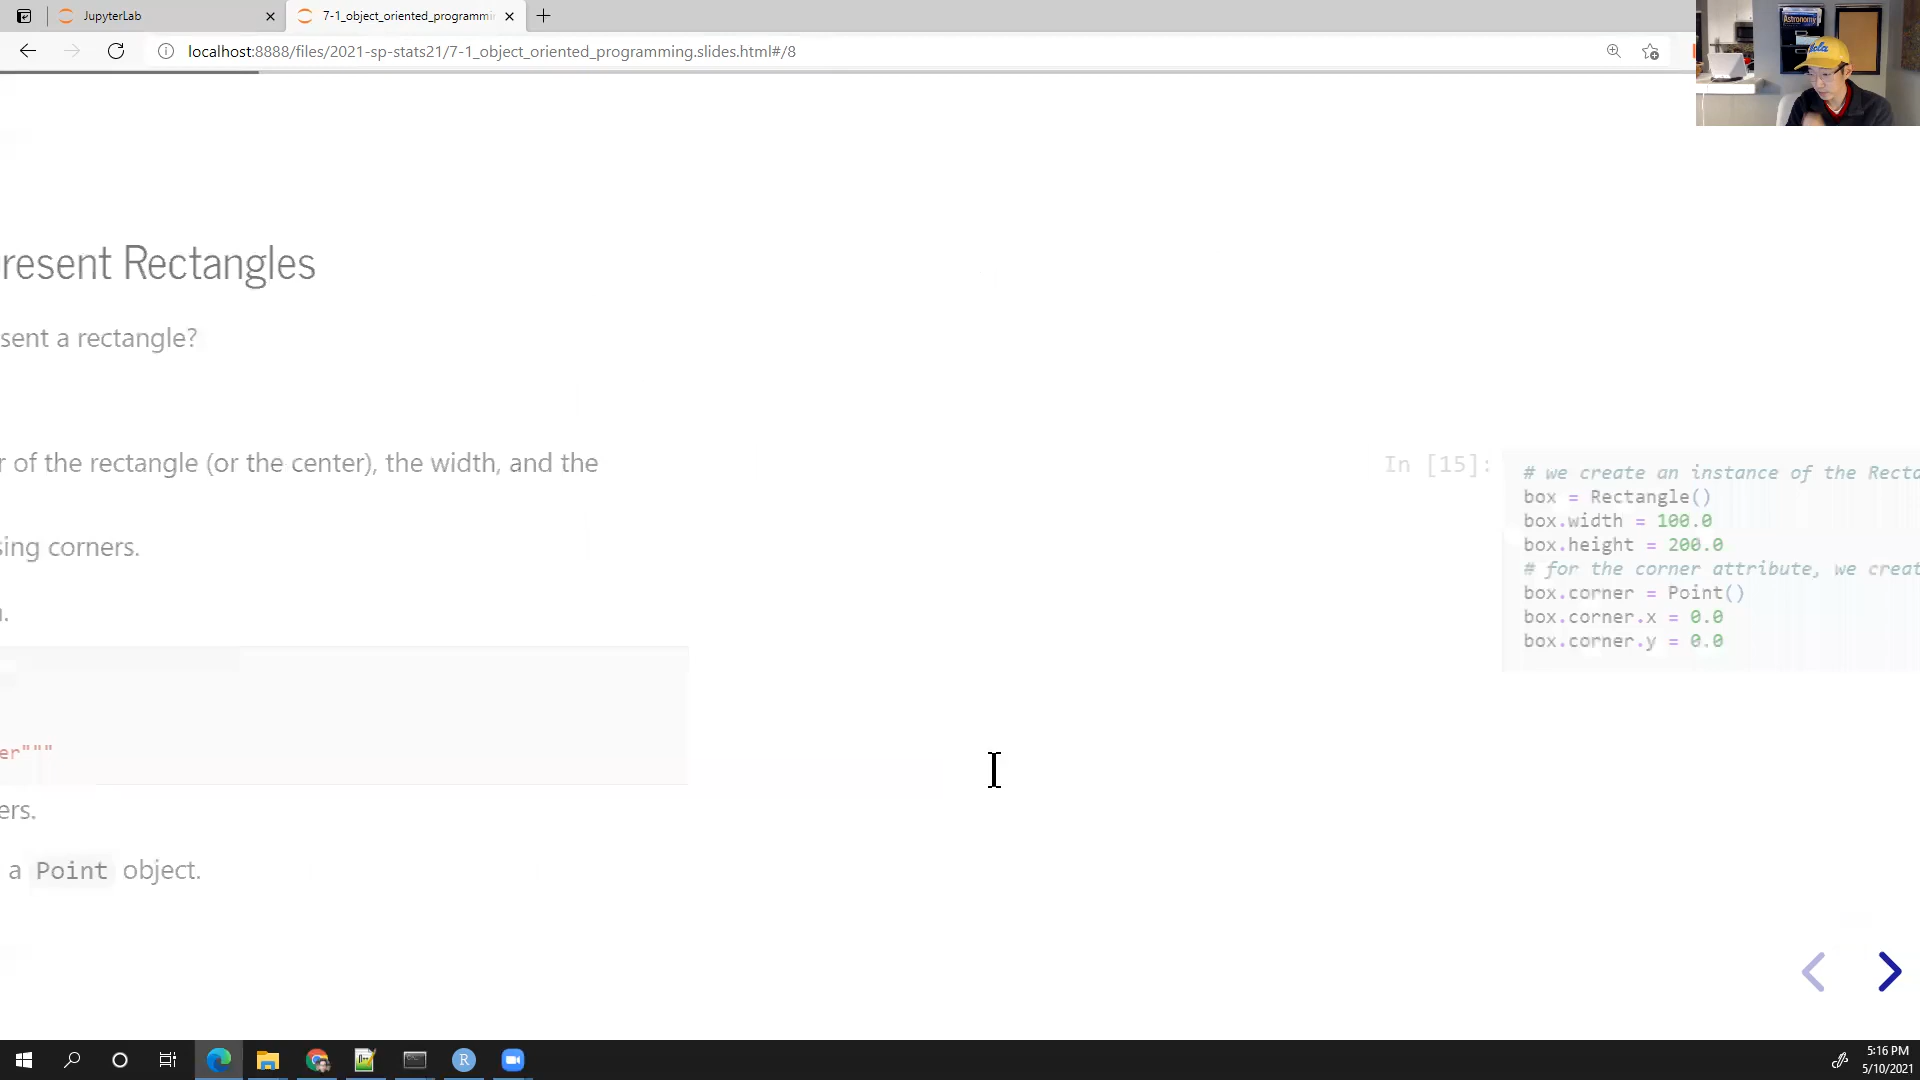 JupyterLab
7-1_object_oriented_programmi
localhost:8888/files/2021-sp-stats21/7-1_object_oriented_programming.slides.html#/8
Astronomy
resent Rectangles
sent a rectangle?
r of the rectangle (or the center), the width, and the
In [15]:
# we create an instance of the Recta
box = Rectangle()
box.width = 100.0
box.height = 200.0
# for the corner attribute, we creat
box.corner = Point()
box.corner.x = 0.0
box.corner.y = 0.0
sing corners.
er"""
ers.
a Point object.
R
5:16 PM
5/10/2021